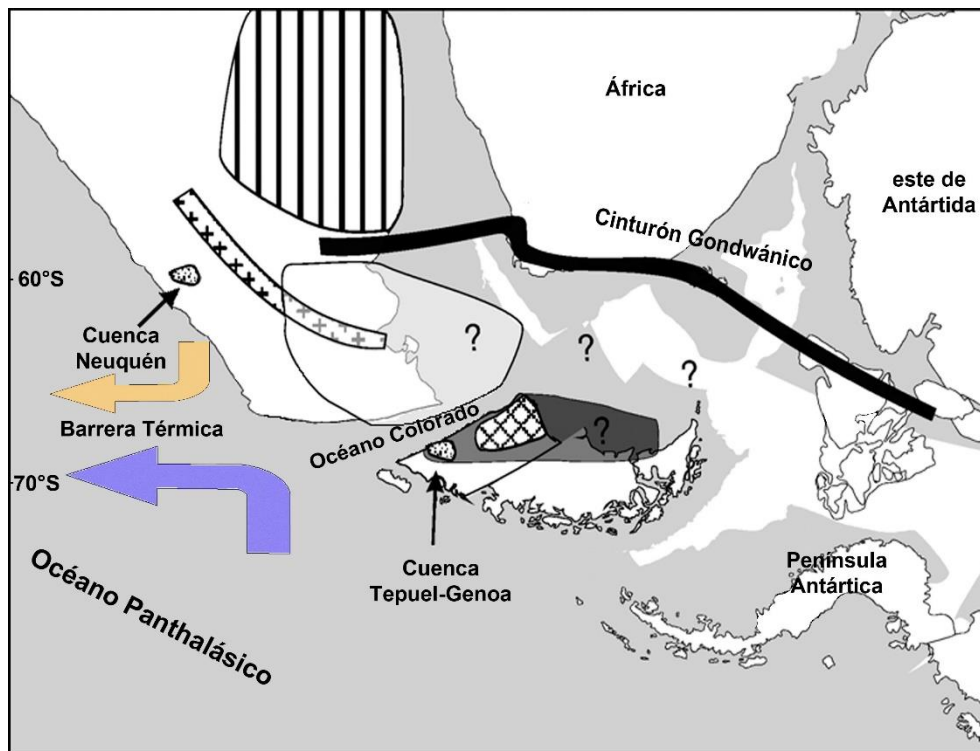 África
este de
Antártida
Cinturón Gondwánico
60°S
Cuenca
Neuquén
?
?
?
Barrera Térmica
Océano Colorado
?
70°S
Cuenca
Tepuel-Genoa
Península
Antártica
Océano Panthalásico